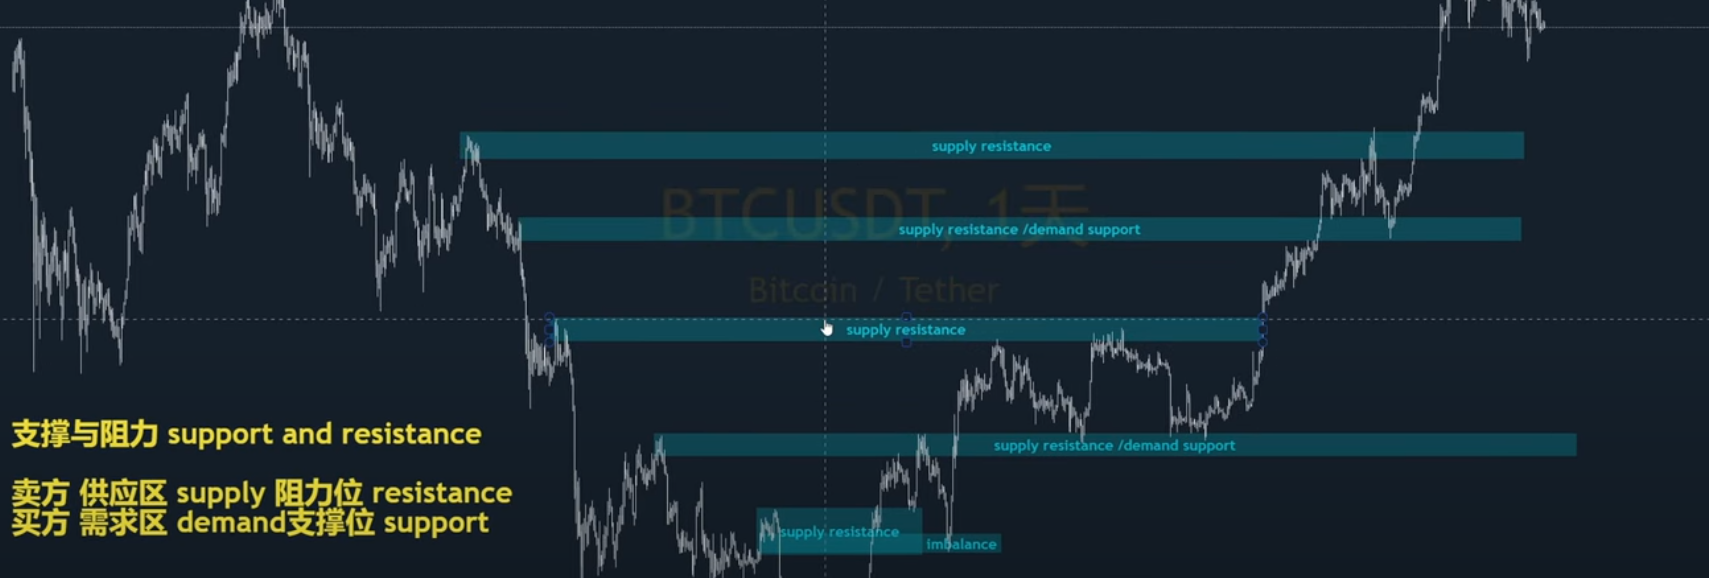 supply resistance
BTCUSDT, 1天
supply resistance /demand support
Bitcoin / Tether
supply resistance
支撑与阻力 support and resistance
supply resistance /demand support
卖方 供应区 supply 阻力位 resistance
买方 需求区 demand支撑位 support
supply resistance
imbalance